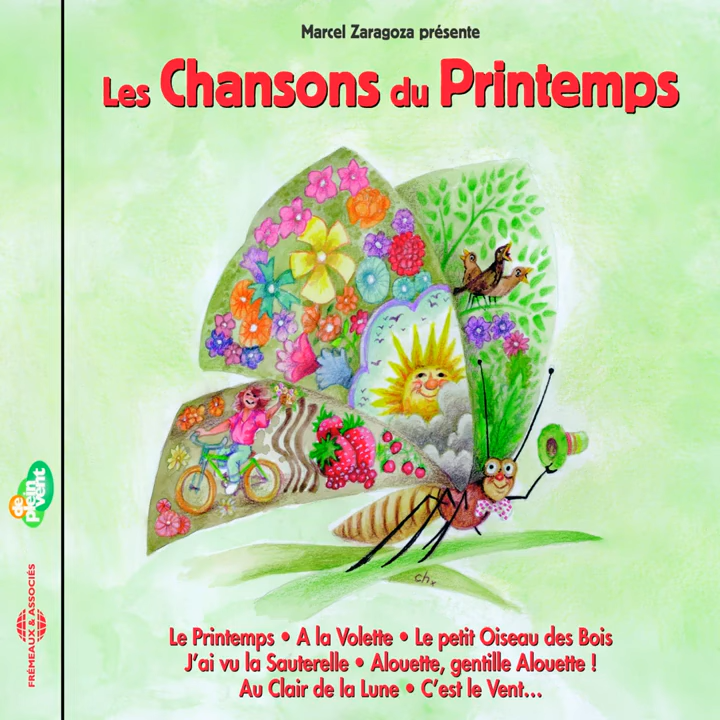 Marcel Zaragoza présente
Les Chansons du Printemps
de
plein
vent
FRÉMEAUX & ASSOCIÉS
chx
Le Printemps • A la Volette • Le petit Oiseau des Bois
J'ai vu la Sauterelle • Alouette, gentille Alouette !
Au Clair de la Lune • C'est le Vent...